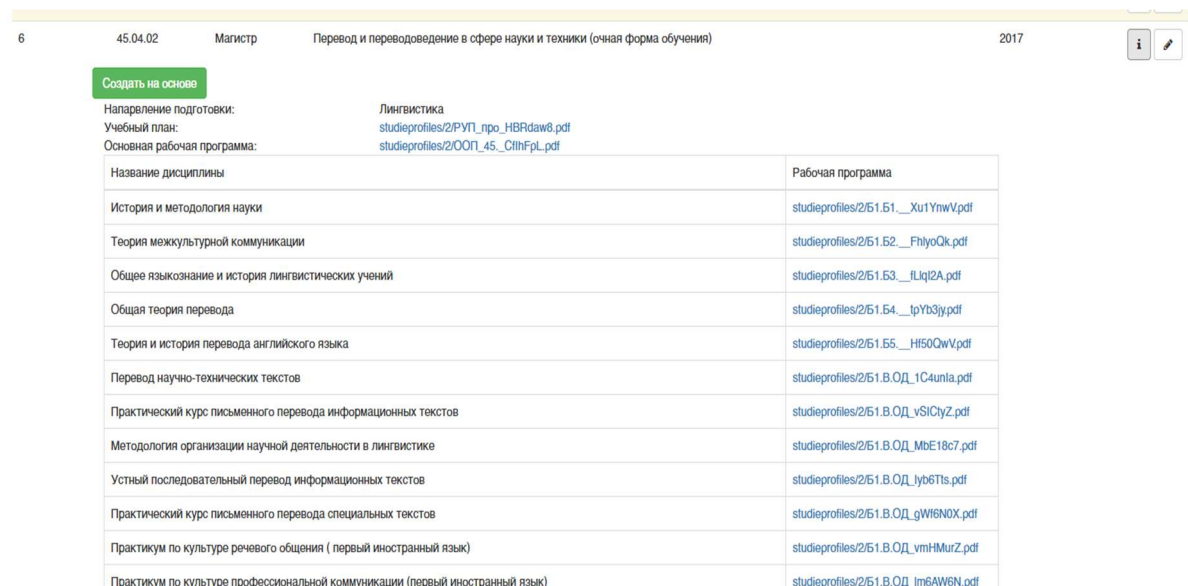 6 45.04.02 Магистр Перевод и переводоведение в сфере науки и техники (очная форма обучения) 2017 i
Создать на основе
Напарвление подготовки: Лингвистика
Учебный план: studieprofiles/2/РУП_про_HBRdaw8.pdf
Основная рабочая программа: studieprofiles/2/ООП_45._CfIhFpL.pdf
Название дисциплины Рабочая программа
История и методология науки studieprofiles/2/Б1.Б1.__Xu1YnwV.pdf
Теория межкультурной коммуникации studieprofiles/2/Б1.Б2.__FhlyoQk.pdf
Общее языкознание и история лингвистических учений studieprofiles/2/Б1.Б3.__fLlqI2A.pdf
Общая теория перевода studieprofiles/2/Б1.Б4.__tpYb3jy.pdf
Теория и история перевода английского языка studieprofiles/2/Б1.Б5.__Hf50QwV.pdf
Перевод научно-технических текстов studieprofiles/2/Б1.В.ОД_1C4unIa.pdf
Практический курс письменного перевода информационных текстов studieprofiles/2/Б1.В.ОД_vSICtyZ.pdf
Методология организации научной деятельности в лингвистике studieprofiles/2/Б1.В.ОД_MbE18c7.pdf
Устный последовательный перевод информационных текстов studieprofiles/2/Б1.В.ОД_lyb6Tts.pdf
Практический курс письменного перевода специальных текстов studieprofiles/2/Б1.В.ОД_gWf6N0X.pdf
Практикум по культуре речевого общения ( первый иностранный язык) studieprofiles/2/Б1.В.ОД_vmHMurZ.pdf
Практикум по культуре профессиональной коммуникации (первый иностранный язык) studieprofiles/2/Б1.В.ОД_Im6AW6N.pdf